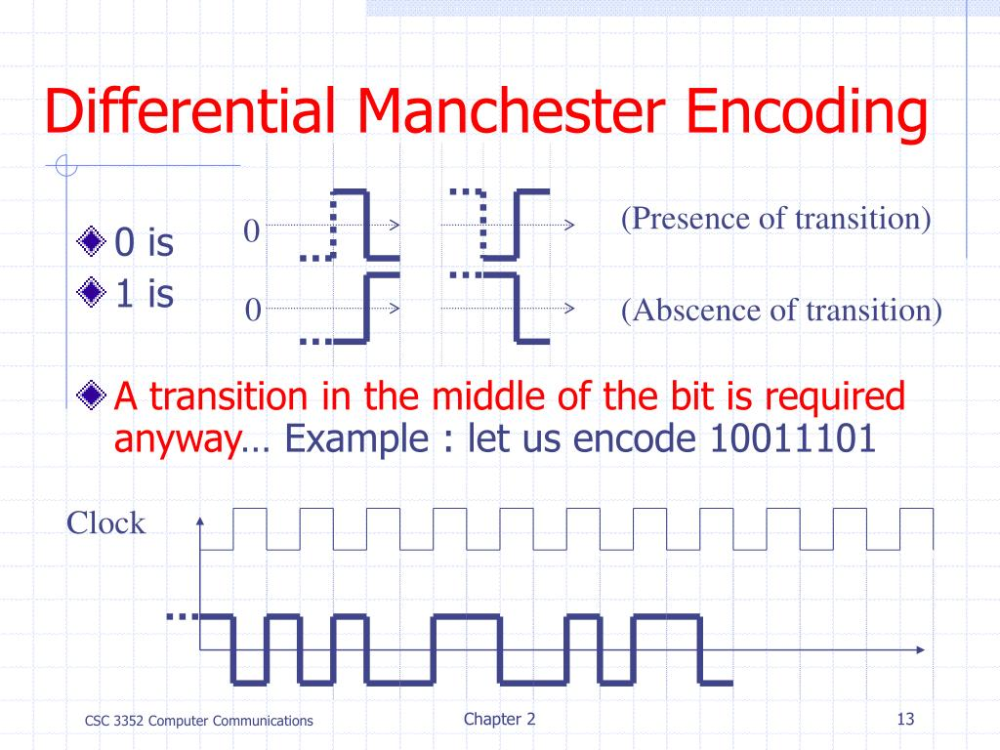 Differential Manchester Encoding
0 is
0
(Presence of transition)
1 is
0
(Abscence of transition)
A transition in the middle of the bit is required
anyway… Example : let us encode 10011101
Clock
CSC 3352 Computer Communications
Chapter 2
13